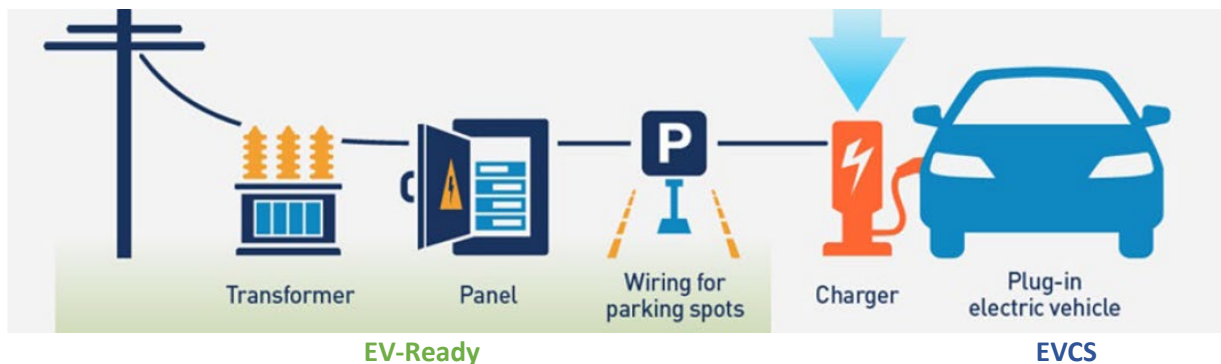 P
Transformer
Panel
Wiring for
parking spots
Charger
Plug-in
electric vehicle
EV-Ready
EVCS